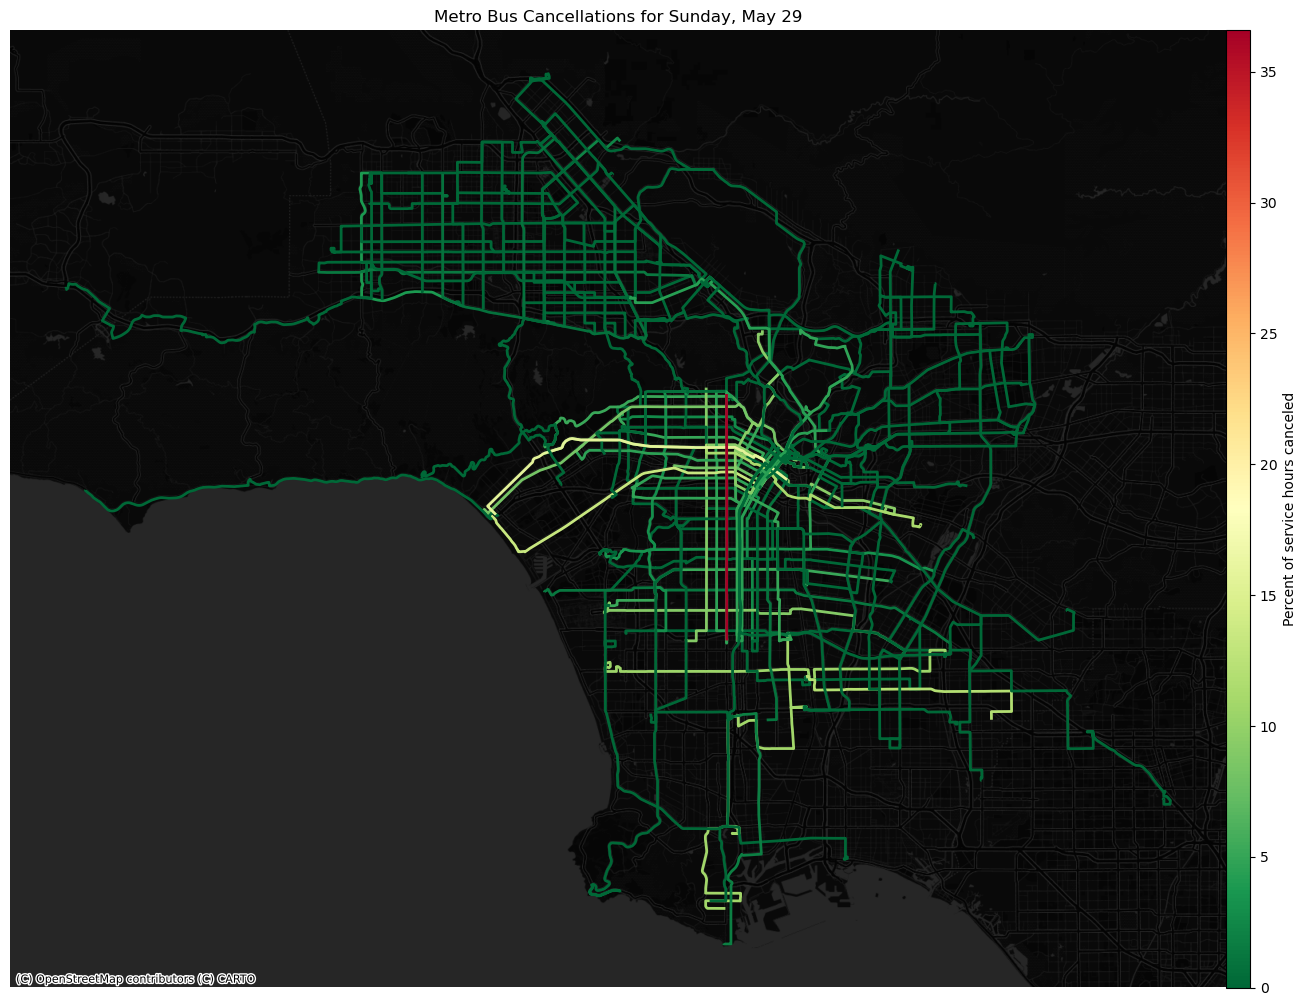 Metro Bus Cancellations for Sunday, May 29
35
30
25
20
15
10
5
0
Percent of service hours canceled
(C) OpenStreetMap contributors (C) CARTO